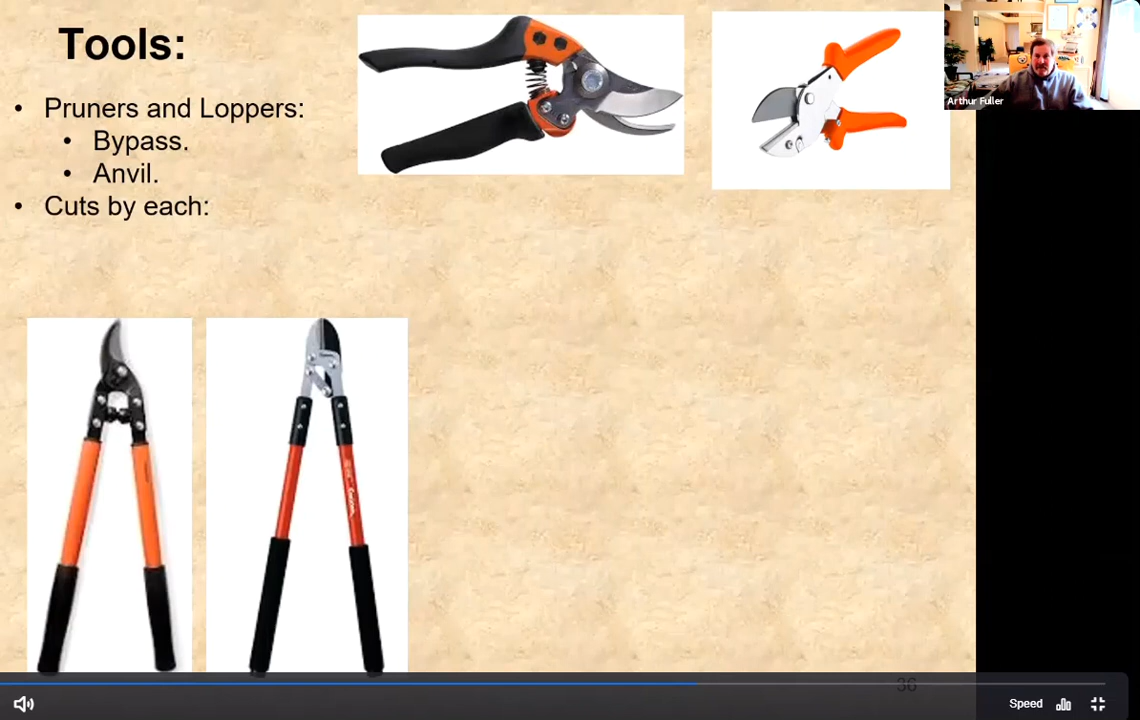 Tools:
• Pruners and Loppers:
• Bypass.
• Anvil.
• Cuts by each:
Arthur Fuller
36
Speed